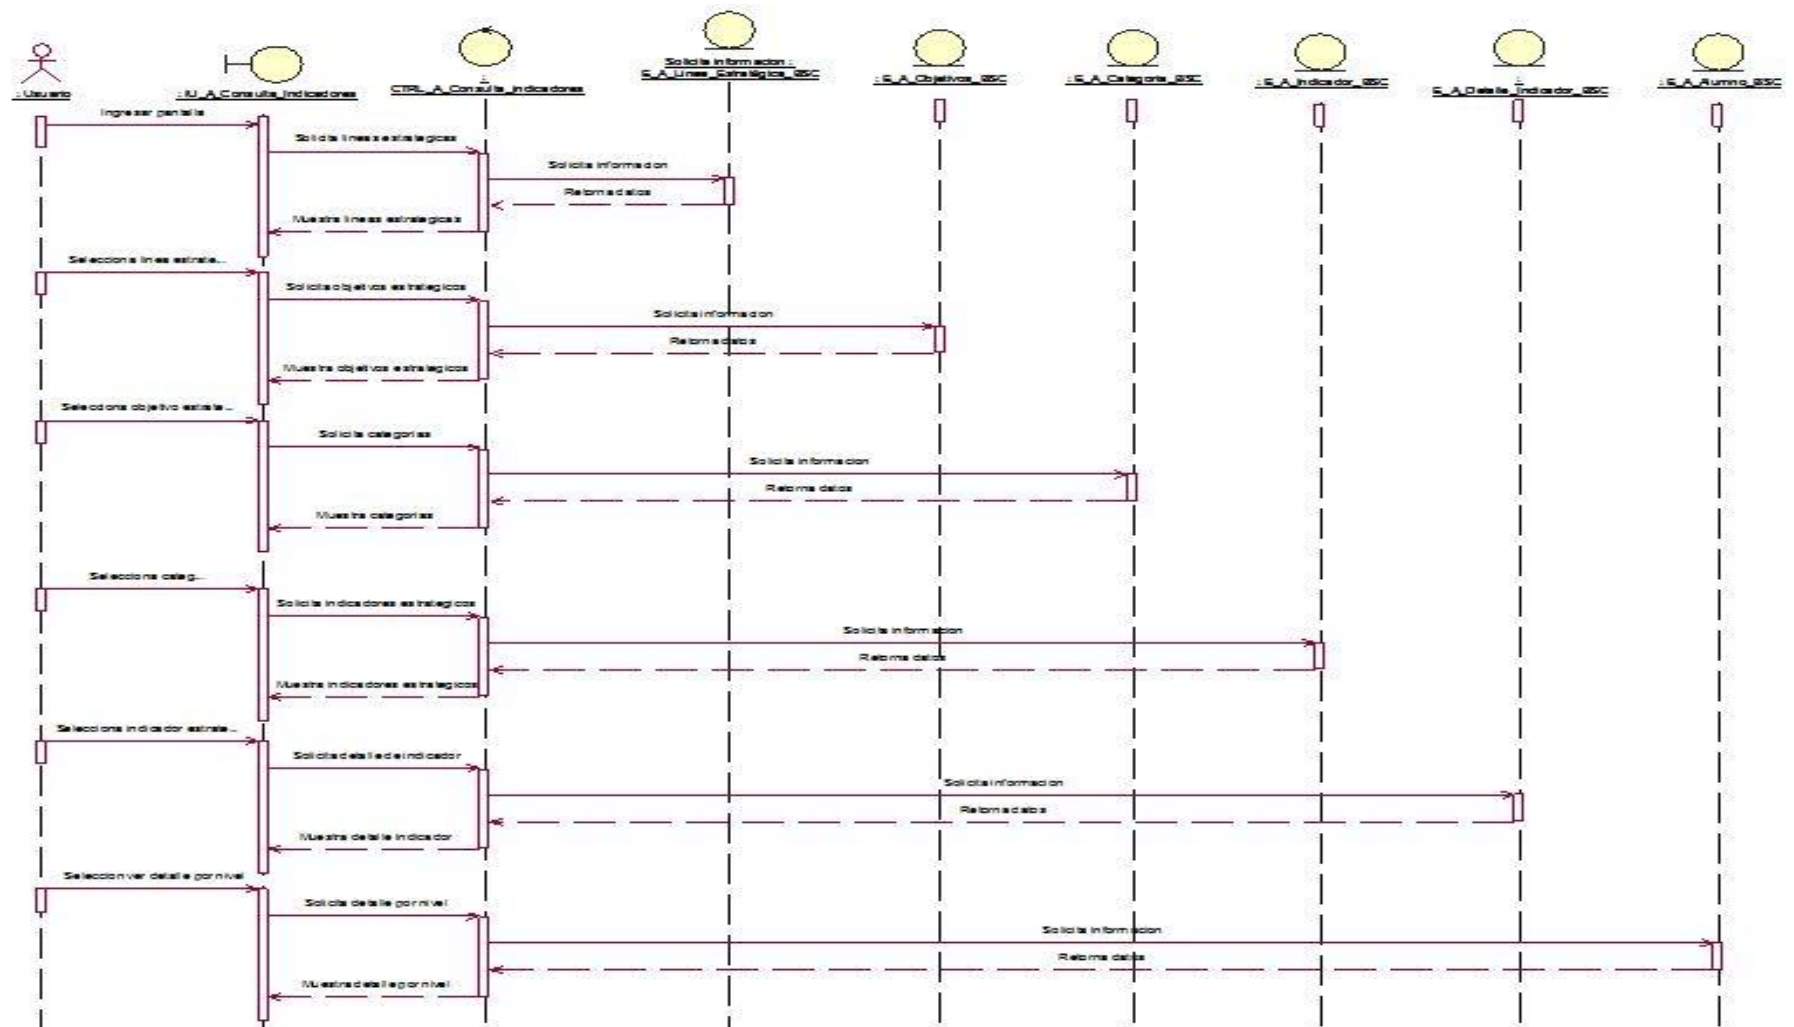 Solicita informacion :
E_A_Linea_Estratégica_BSC
: Usuario
: IU_A_Consulta_Indicadores
:
CTRL_A_Consulta_indicadores
: E_A_Objetivos_BSC
: E_A_Categoria_BSC
: E_A_Indicador_BSC
:
E_A_Detalle_Indicador_BSC
: E_A_Alumno_BSC
Ingresar pantalla
Solicita lineas estrategicas
Solicita informacion
Retorna datos
Muestra lineas estrategicas
Selecciona linea estrate...
Solicita objetivos estrategicos
Solicita informacion
Retorna datos
Muestra objetivos estrategicos
Selecciona objetivo estrate...
Solicita categorias
Solicita informacion
Retorna datos
Muestra categorias
Selecciona categ...
Solicita indicadores estrategicos
Solicita informacion
Retorna datos
Muestra indicadores estrategicos
Selecciona indicador estrate...
Solicita detalle de indicador
Solicita informacion
Retorna datos
Muestra detalle indicador
Seleccion ver detalle por nivel
Solicita detalle por nivel
Solicita informacion
Retorna datos
Muestra detalle por nivel